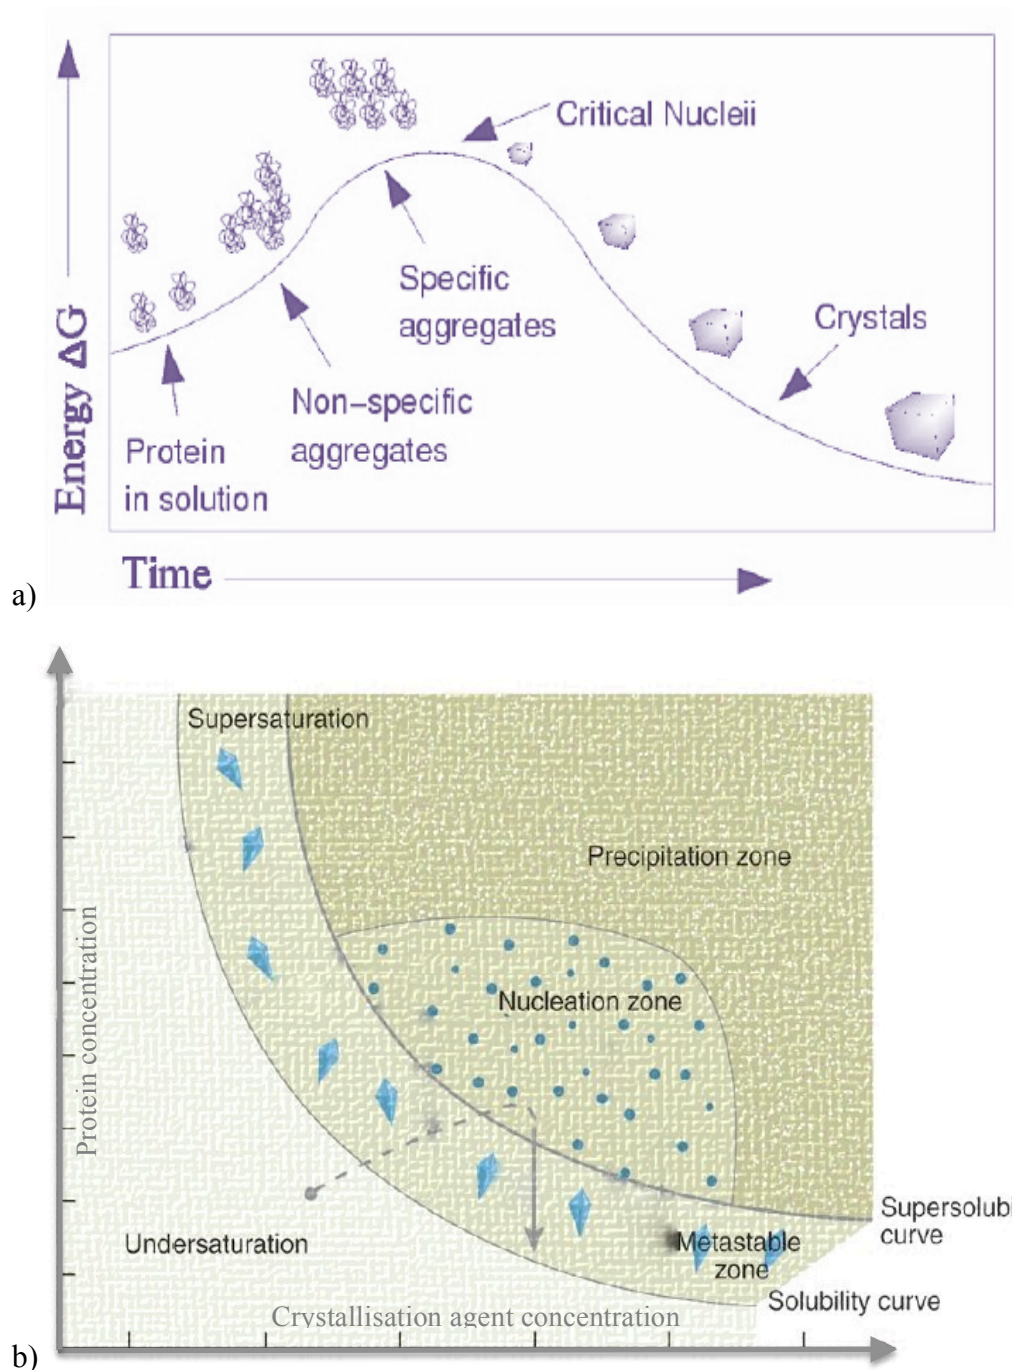 Critical Nucleii
Specific
aggregates
Crystals
Non-specific
aggregates
Protein
in solution
Energy ΔG
Time
a)
Supersaturation
Precipitation zone
Nucleation zone
Protein concentration
Supersolubi
curve
Undersaturation
Metastable
zone
Solubility curve
Crystallisation agent concentration
b)